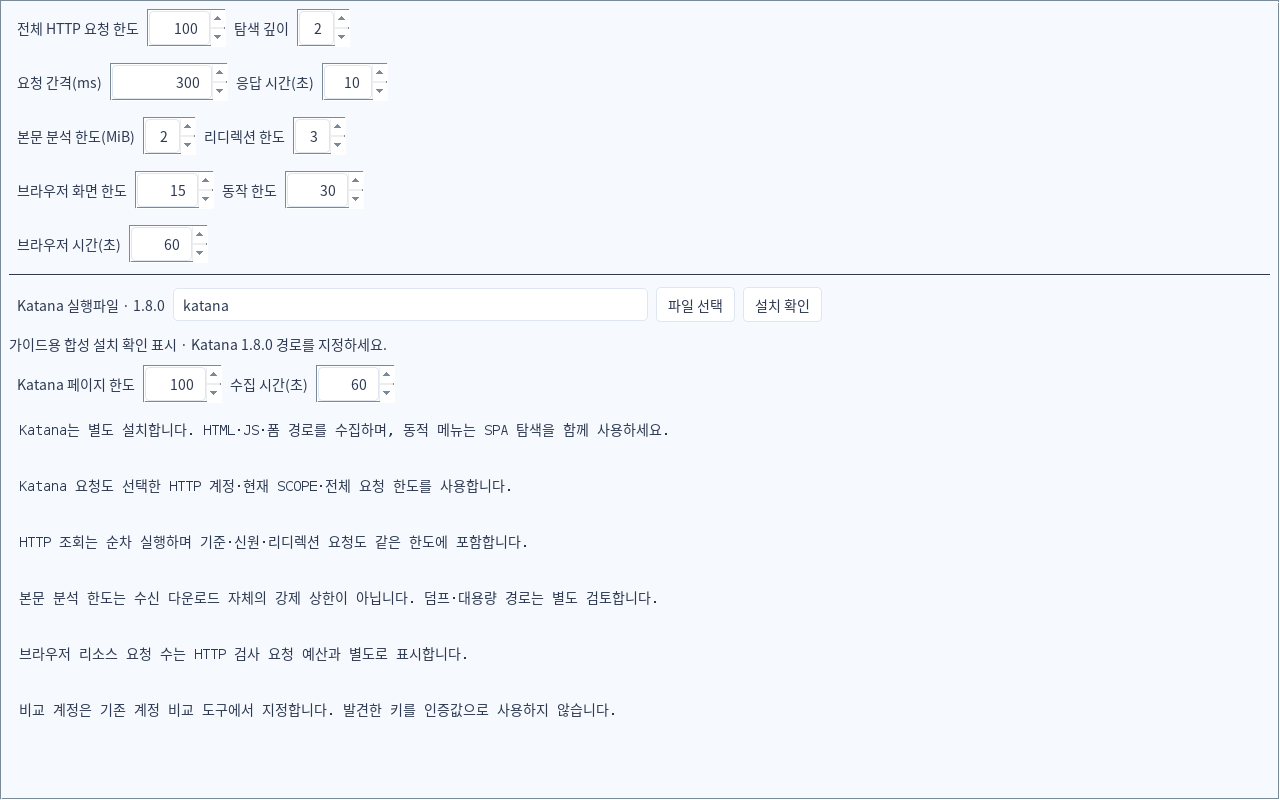 전체 HTTP 요청 한도 100 탐색 깊이 2
요청 간격(ms) 300 응답 시간(초) 10
본문 분석 한도(MiB) 2 리디렉션 한도 3
브라우저 화면 한도 15 동작 한도 30
브라우저 시간(초) 60
Katana 실행파일 · 1.8.0 katana 파일 선택 설치 확인
가이드용 합성 설치 확인 표시 · Katana 1.8.0 경로를 지정하세요.
Katana 페이지 한도 100 수집 시간(초) 60
Katana는 별도 설치합니다. HTML·JS·폼 경로를 수집하며, 동적 메뉴는 SPA 탐색을 함께 사용하세요.
Katana 요청도 선택한 HTTP 계정·현재 SCOPE·전체 요청 한도를 사용합니다.
HTTP 조회는 순차 실행하며 기준·신원·리디렉션 요청도 같은 한도에 포함합니다.
본문 분석 한도는 수신 다운로드 자체의 강제 상한이 아닙니다. 덤프·대용량 경로는 별도 검토합니다.
브라우저 리소스 요청 수는 HTTP 검사 요청 예산과 별도로 표시합니다.
비교 계정은 기존 계정 비교 도구에서 지정합니다. 발견한 키를 인증값으로 사용하지 않습니다.